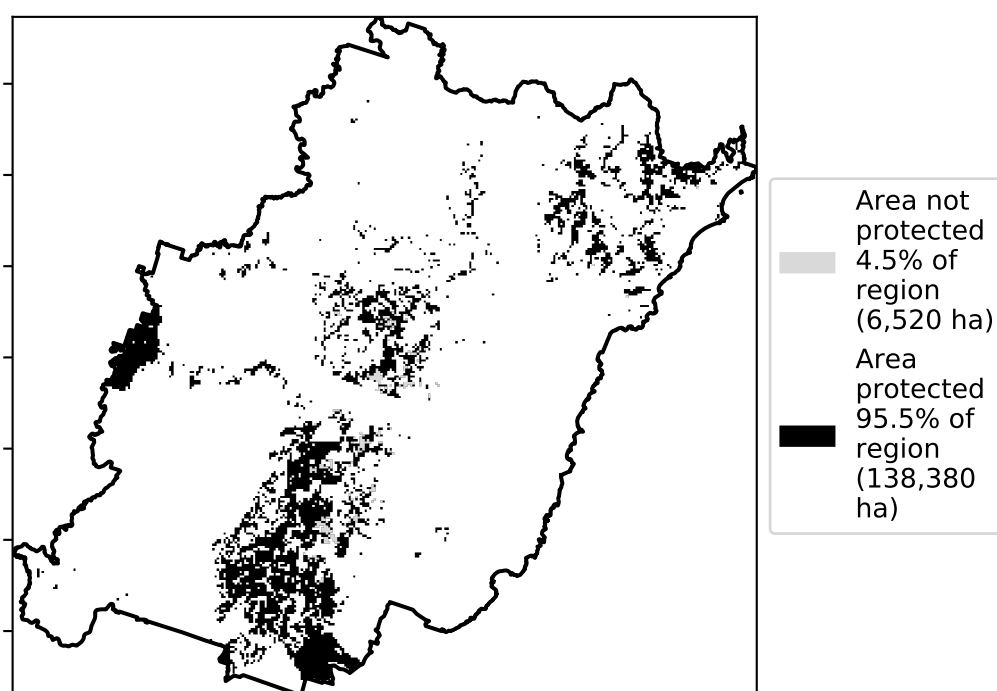 Area not
protected
4.5% of
region
(6,520 ha)
Area
protected
95.5% of
region
(138,380
ha)